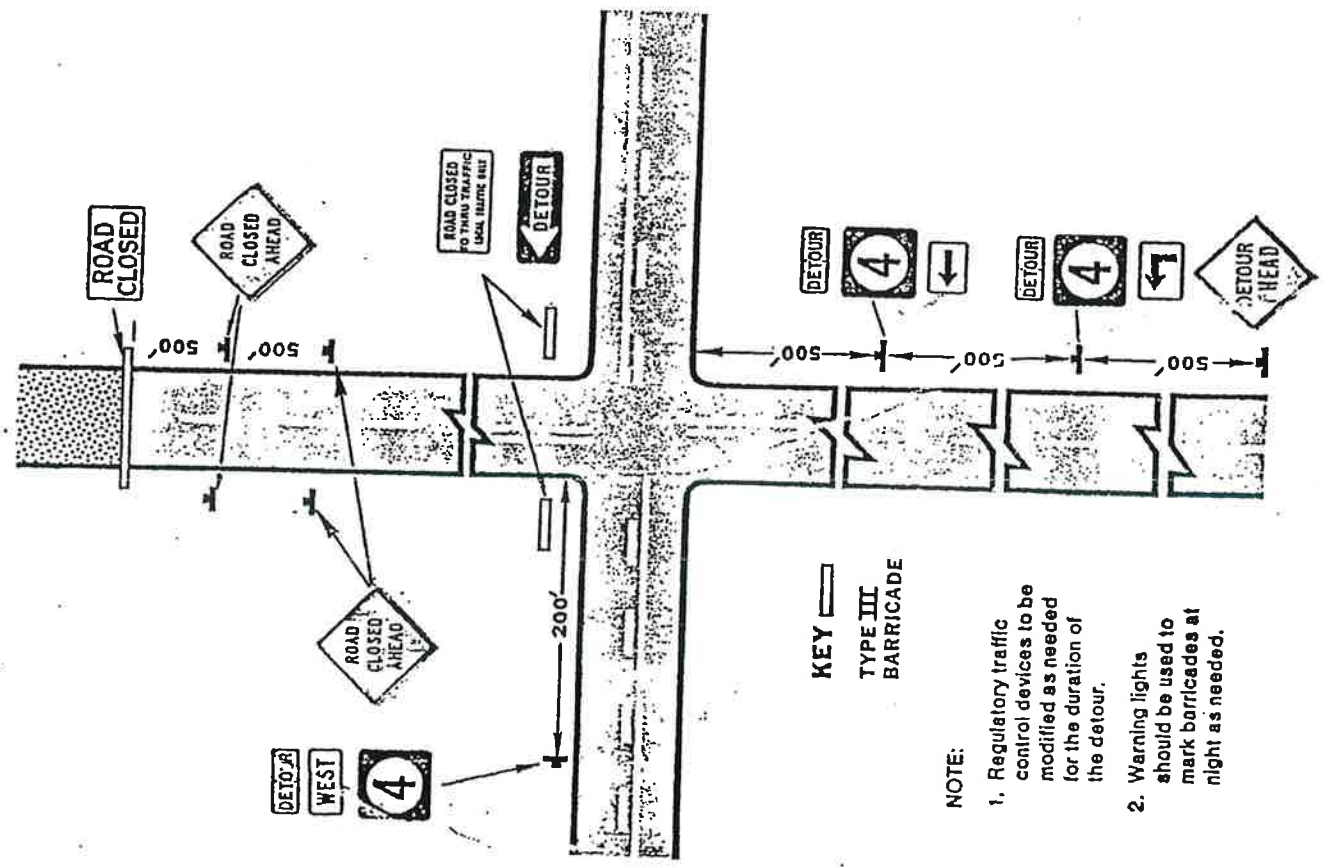 ROAD
CLOSED
500'
500'
ROAD
CLOSED
AHEAD
ROAD CLOSED
TO THRU TRAFFIC
LOCAL TRAFFIC ONLY
DETOUR
ROAD
CLOSED
AHEAD
200'
DETOUR
WEST
4
500'
500'
500'
DETOUR
4
DETOUR
4
DETOUR
AHEAD
KEY
TYPE III
BARRICADE
NOTE:
1. Regulatory traffic
control devices to be
modified as needed
for the duration of
the detour.
2. Warning lights
should be used to
mark barricades at
night as needed.